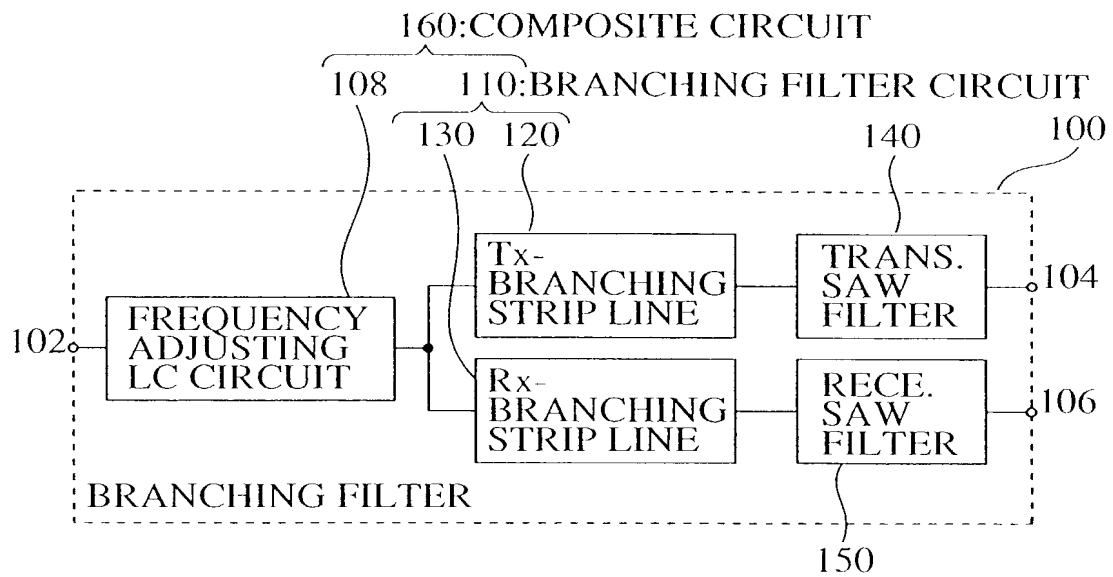 160:COMPOSITE CIRCUIT
108
110:BRANCHING FILTER CIRCUIT
130
120
140
100
Tx-
BRANCHING
STRIP LINE
TRANS.
SAW
FILTER
104
102
FREQUENCY
ADJUSTING
LC CIRCUIT
Rx-
BRANCHING
STRIP LINE
RECE.
SAW
FILTER
106
BRANCHING FILTER
150